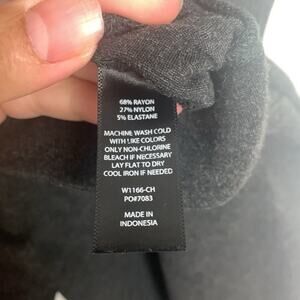 68% RAYON
27% NYLON
5% ELASTANE
MACHINE WASH COLD
WITH LIKE COLORS
ONLY NON-CHLORINE
BLEACH IF NECESSARY
LAY FLAT TO DRY
COOL IRON IF NEEDED
W1166-CH
PO#7083
MADE IN
INDONESIA